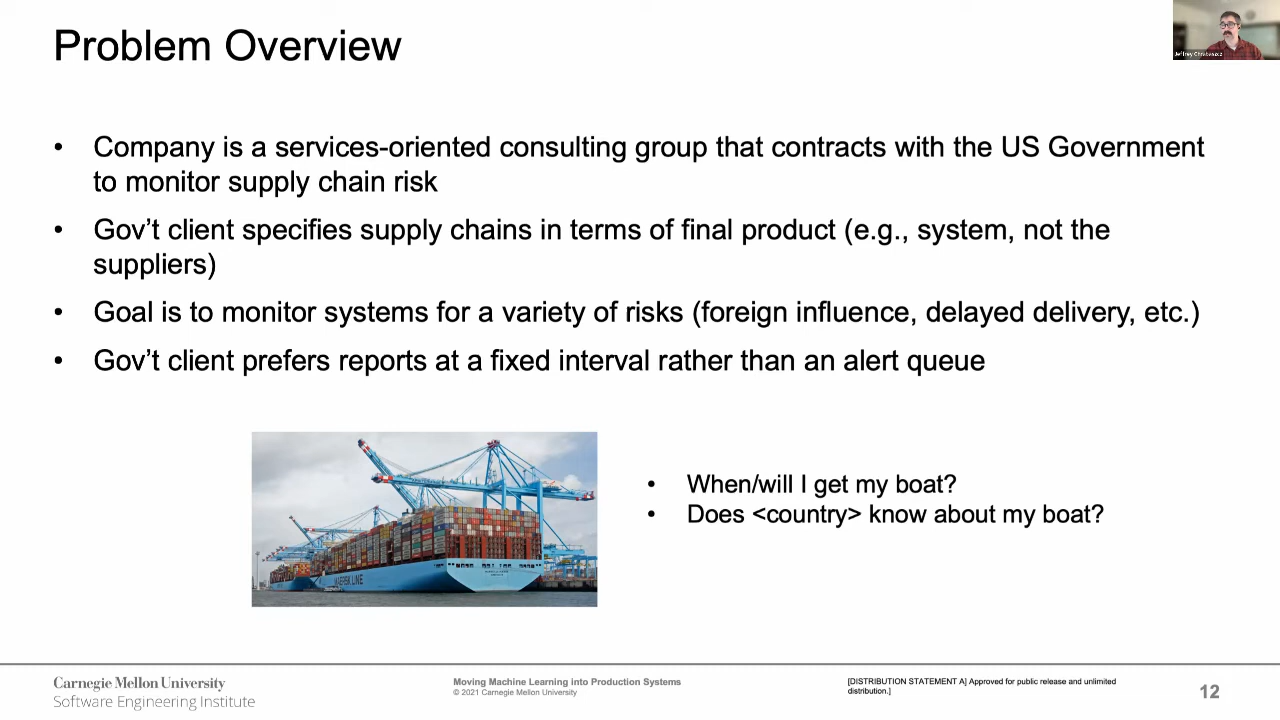 Problem Overview
• Company is a services-oriented consulting group that contracts with the US Government
to monitor supply chain risk
• Gov’t client specifies supply chains in terms of final product (e.g., system, not the
suppliers)
• Goal is to monitor systems for a variety of risks (foreign influence, delayed delivery, etc.)
• Gov’t client prefers reports at a fixed interval rather than an alert queue
MAERSK LINE
• When/will I get my boat?
• Does <country> know about my boat?
Carnegie Mellon University
Software Engineering Institute
Moving Machine Learning into Production Systems
© 2021 Carnegie Mellon University
[DISTRIBUTION STATEMENT A] Approved for public release and unlimited
distribution.]
12